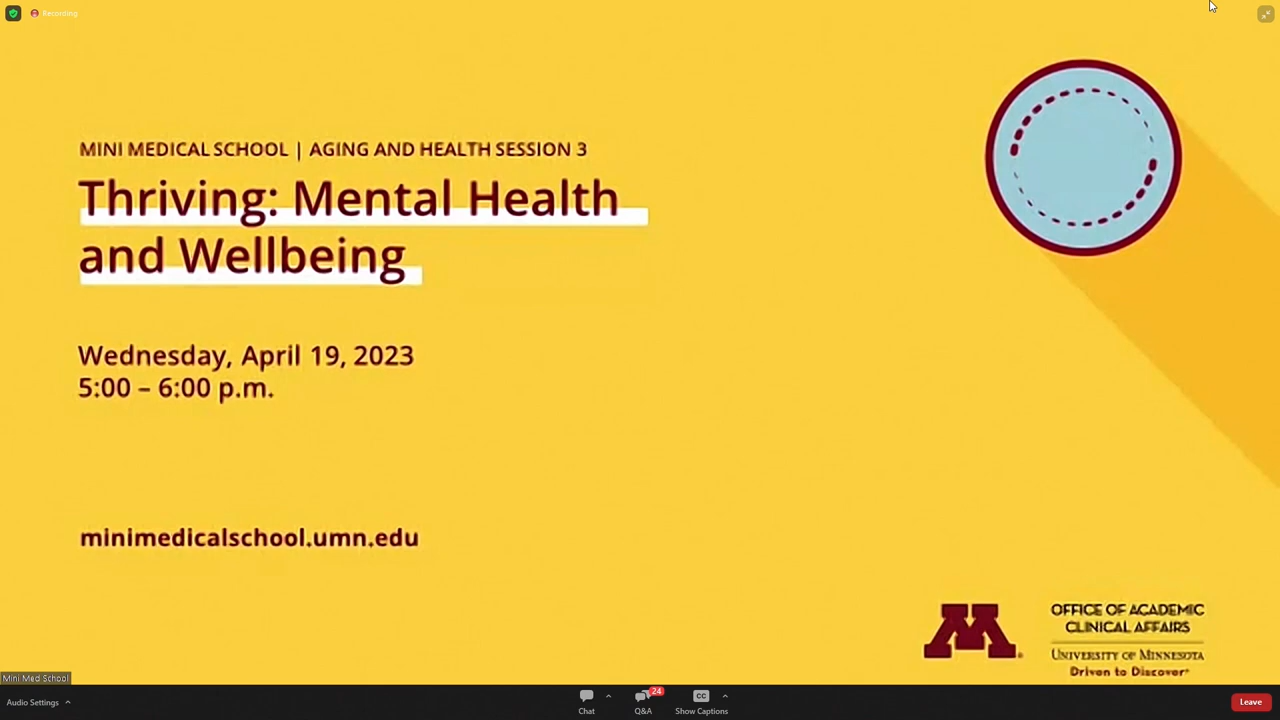 Recording
MINI MEDICAL SCHOOL | AGING AND HEALTH SESSION 3
Thriving: Mental Health
and Wellbeing
Wednesday, April 19, 2023
5:00 – 6:00 p.m.
minimedicalschool.umn.edu
M
OFFICE OF ACADEMIC
CLINICAL AFFAIRS
UNIVERSITY OF MINNESOTA
Driven to Discover®
Mini Med School
Audio Settings
Chat
24
Q&A
CC
Show Captions
Leave